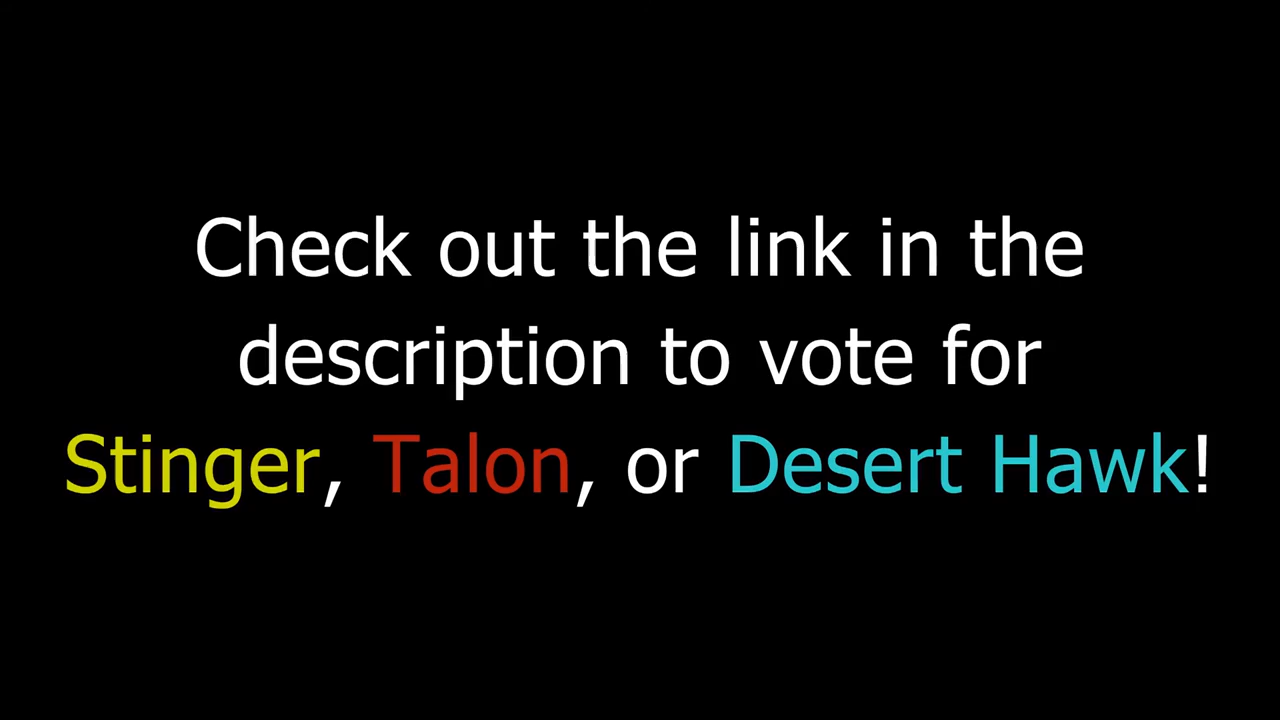 Check out the link in the
description to vote for
Stinger, Talon, or Desert Hawk!